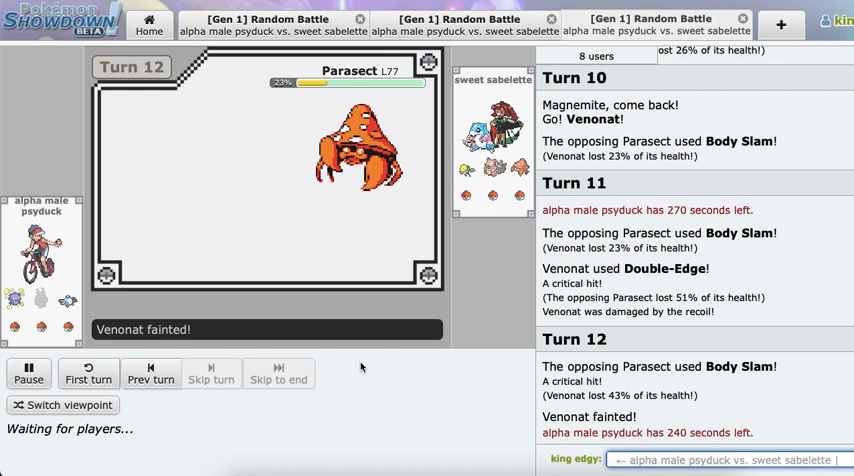 Pokémon
SHOWDOWN!
BETA
Home
[Gen 1] Random Battle
alpha male psyduck vs. sweet sabelette
[Gen 1] Random Battle
alpha male psyduck vs. sweet sabelette
[Gen 1] Random Battle
alpha male psyduck vs. sweet sabelette
+
kin
8 users
ost 26% of its health!)
Turn 12
Parasect L77
23%
sweet sabelette
alpha male
psyduck
Venonat fainted!
Pause
First turn
Prev turn
Skip turn
Skip to end
Switch viewpoint
Waiting for players...
Turn 10
Magnemite, come back!
Go! Venonat!
The opposing Parasect used Body Slam!
(Venonat lost 23% of its health!)
Turn 11
alpha male psyduck has 270 seconds left.
The opposing Parasect used Body Slam!
(Venonat lost 23% of its health!)
Venonat used Double-Edge!
A critical hit!
(The opposing Parasect lost 51% of its health!)
Venonat was damaged by the recoil!
Turn 12
The opposing Parasect used Body Slam!
A critical hit!
(Venonat lost 43% of its health!)
Venonat fainted!
alpha male psyduck has 240 seconds left.
king edgy: ← alpha male psyduck vs. sweet sabelette |